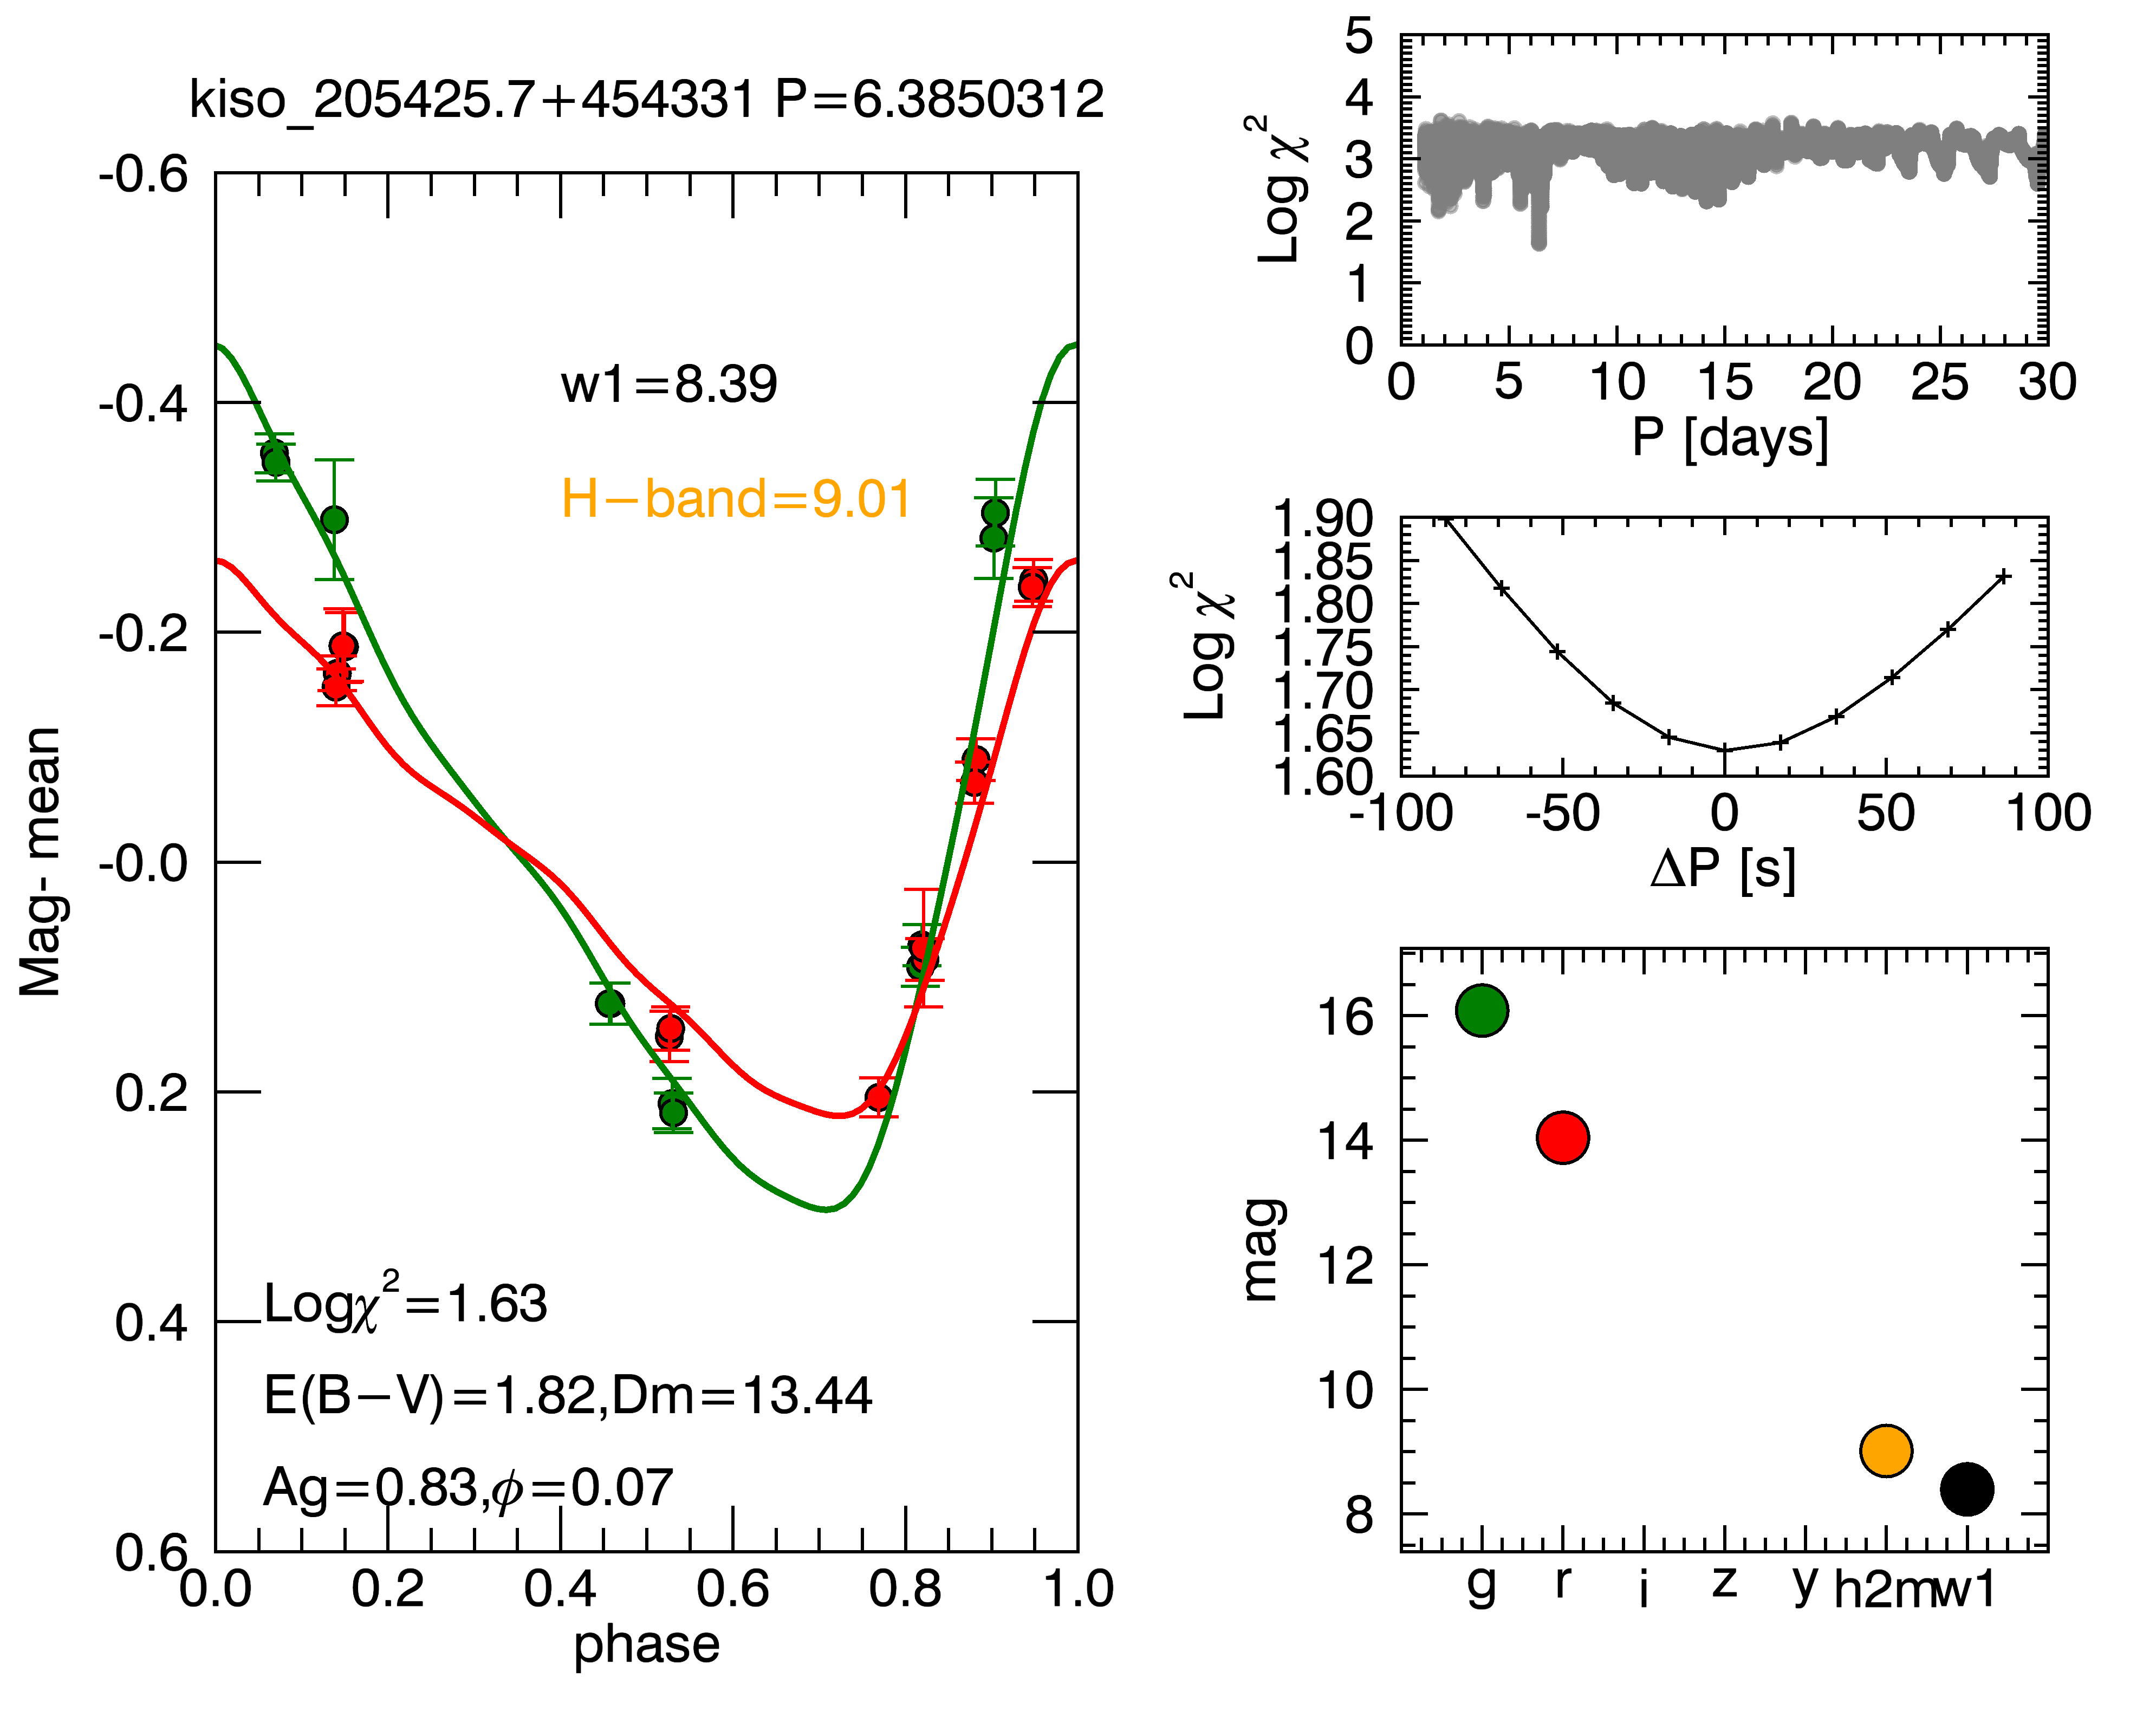 kiso_205425.7+454331 P=6.3850312
-0.6
-0.4
-0.2
-0.0
0.2
0.4
0.6
Mag- mean
w1=8.39
H−band=9.01
Logχ²=1.63
E(B−V)=1.82,Dm=13.44
Ag=0.83,ϕ=0.07
0.0 0.2 0.4 0.6 0.8 1.0
phase
5
4
3
2
1
0
Log χ²
0 5 10 15 20 25 30
P [days]
1.90
1.85
1.80
1.75
1.70
1.65
1.60
Log χ²
-100 -50 0 50 100
ΔP [s]
16
14
12
10
8
mag
g r i z y h2mw1